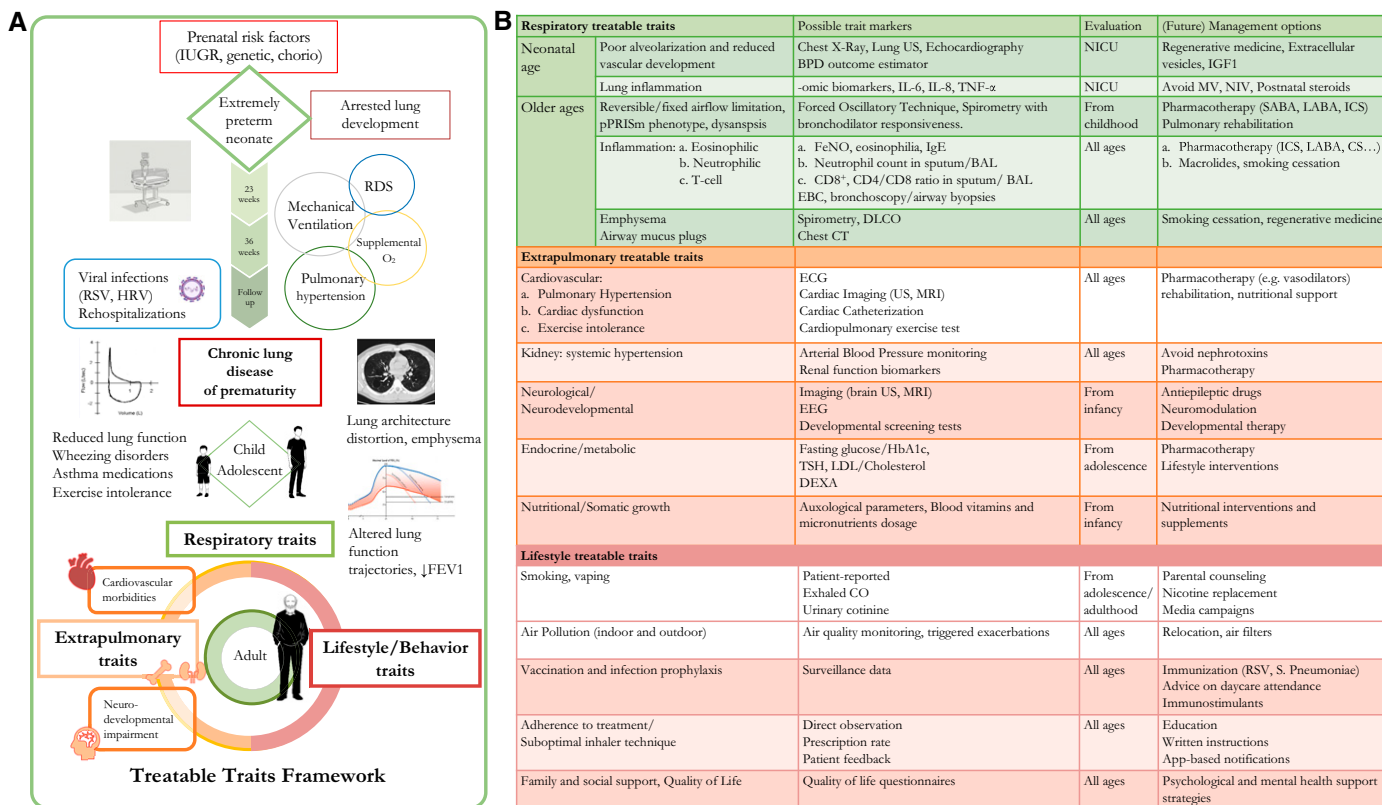 A
Prenatal risk factors
(IUGR, genetic, chorio)
Extremely
preterm
neonate
Arrested lung
development
23
weeks
36
weeks
Follow
up
RDS
Mechanical
Ventilation
Supplemental
O₂
Pulmonary
hypertension
Viral infections
(RSV, HRV)
Rehospitalizations
Chronic lung
disease
of prematurity
Volume (L)
Reduced lung function
Wheezing disorders
Asthma medications
Exercise intolerance
Child
Adolescent
Lung architecture
distortion, emphysema
Altered lung
function
trajectories, ↓FEV1
Respiratory traits
Cardiovascular
morbidities
Extrapulmonary
traits
Adult
Lifestyle/Behavior
traits
Neuro-
developmental
impairment
Treatable Traits Framework
B
Respiratory treatable traits Possible trait markers Evaluation (Future) Management options
Neonatal age Poor alveolarization and reduced Chest X-Ray, Lung US, Echocardiography NICU Regenerative medicine, Extracellular
vascular development BPD outcome estimator vesicles, IGF1
Lung inflammation -omic biomarkers, IL-6, IL-8, TNF-α NICU Avoid MV, NIV, Postnatal steroids
Older ages Reversible/fixed airflow limitation, Forced Oscillatory Technique, Spirometry with From Pharmacotherapy (SABA, LABA, ICS)
pPRISm phenotype, dysanspis bronchodilator responsiveness. childhood Pulmonary rehabilitation
Inflammation: a. Eosinophilic a. FeNO, eosinophilia, IgE All ages a. Pharmacotherapy (ICS, LABA, CS…)
b. Neutrophilic b. Neutrophil count in sputum/BAL b. Macrolides, smoking cessation
c. T-cell c. CD8⁺, CD4/CD8 ratio in sputum/ BAL
EBC, bronchoscopy/airway byopsies
Emphysema Spirometry, DLCO All ages Smoking cessation, regenerative medicine
Airway mucus plugs Chest CT
Extrapulmonary treatable traits
Cardiovascular: ECG All ages Pharmacotherapy (e.g. vasodilators)
a. Pulmonary Hypertension Cardiac Imaging (US, MRI) rehabilitation, nutritional support
b. Cardiac dysfunction Cardiac Catheterization
c. Exercise intolerance Cardiopulmonary exercise test
Kidney: systemic hypertension Arterial Blood Pressure monitoring All ages Avoid nephrotoxins
Renal function biomarkers Pharmacotherapy
Neurological/ Imaging (brain US, MRI) From Antiepileptic drugs
Neurodevelopmental EEG infancy Neuromodulation
Developmental screening tests Developmental therapy
Endocrine/metabolic Fasting glucose/HbA1c, From Pharmacotherapy
TSH, LDL/Cholesterol adolescence Lifestyle interventions
DEXA
Nutritional/Somatic growth Auxological parameters, Blood vitamins and From Nutritional interventions and
micronutrients dosage infancy supplements
Lifestyle treatable traits
Smoking, vaping Patient-reported From Parental counseling
Exhaled CO adolescence/ Nicotine replacement
Urinary cotinine adulthood Media campaigns
Air Pollution (indoor and outdoor) Air quality monitoring, triggered exacerbations All ages Relocation, air filters
Vaccination and infection prophylaxis Surveillance data All ages Immunization (RSV, S. Pneumoniae)
Advice on daycare attendance
Immunostimulants
Adherence to treatment/ Direct observation All ages Education
Suboptimal inhaler technique Prescription rate Written instructions
Patient feedback App-based notifications
Family and social support, Quality of Life Quality of life questionnaires All ages Psychological and mental health support
strategies